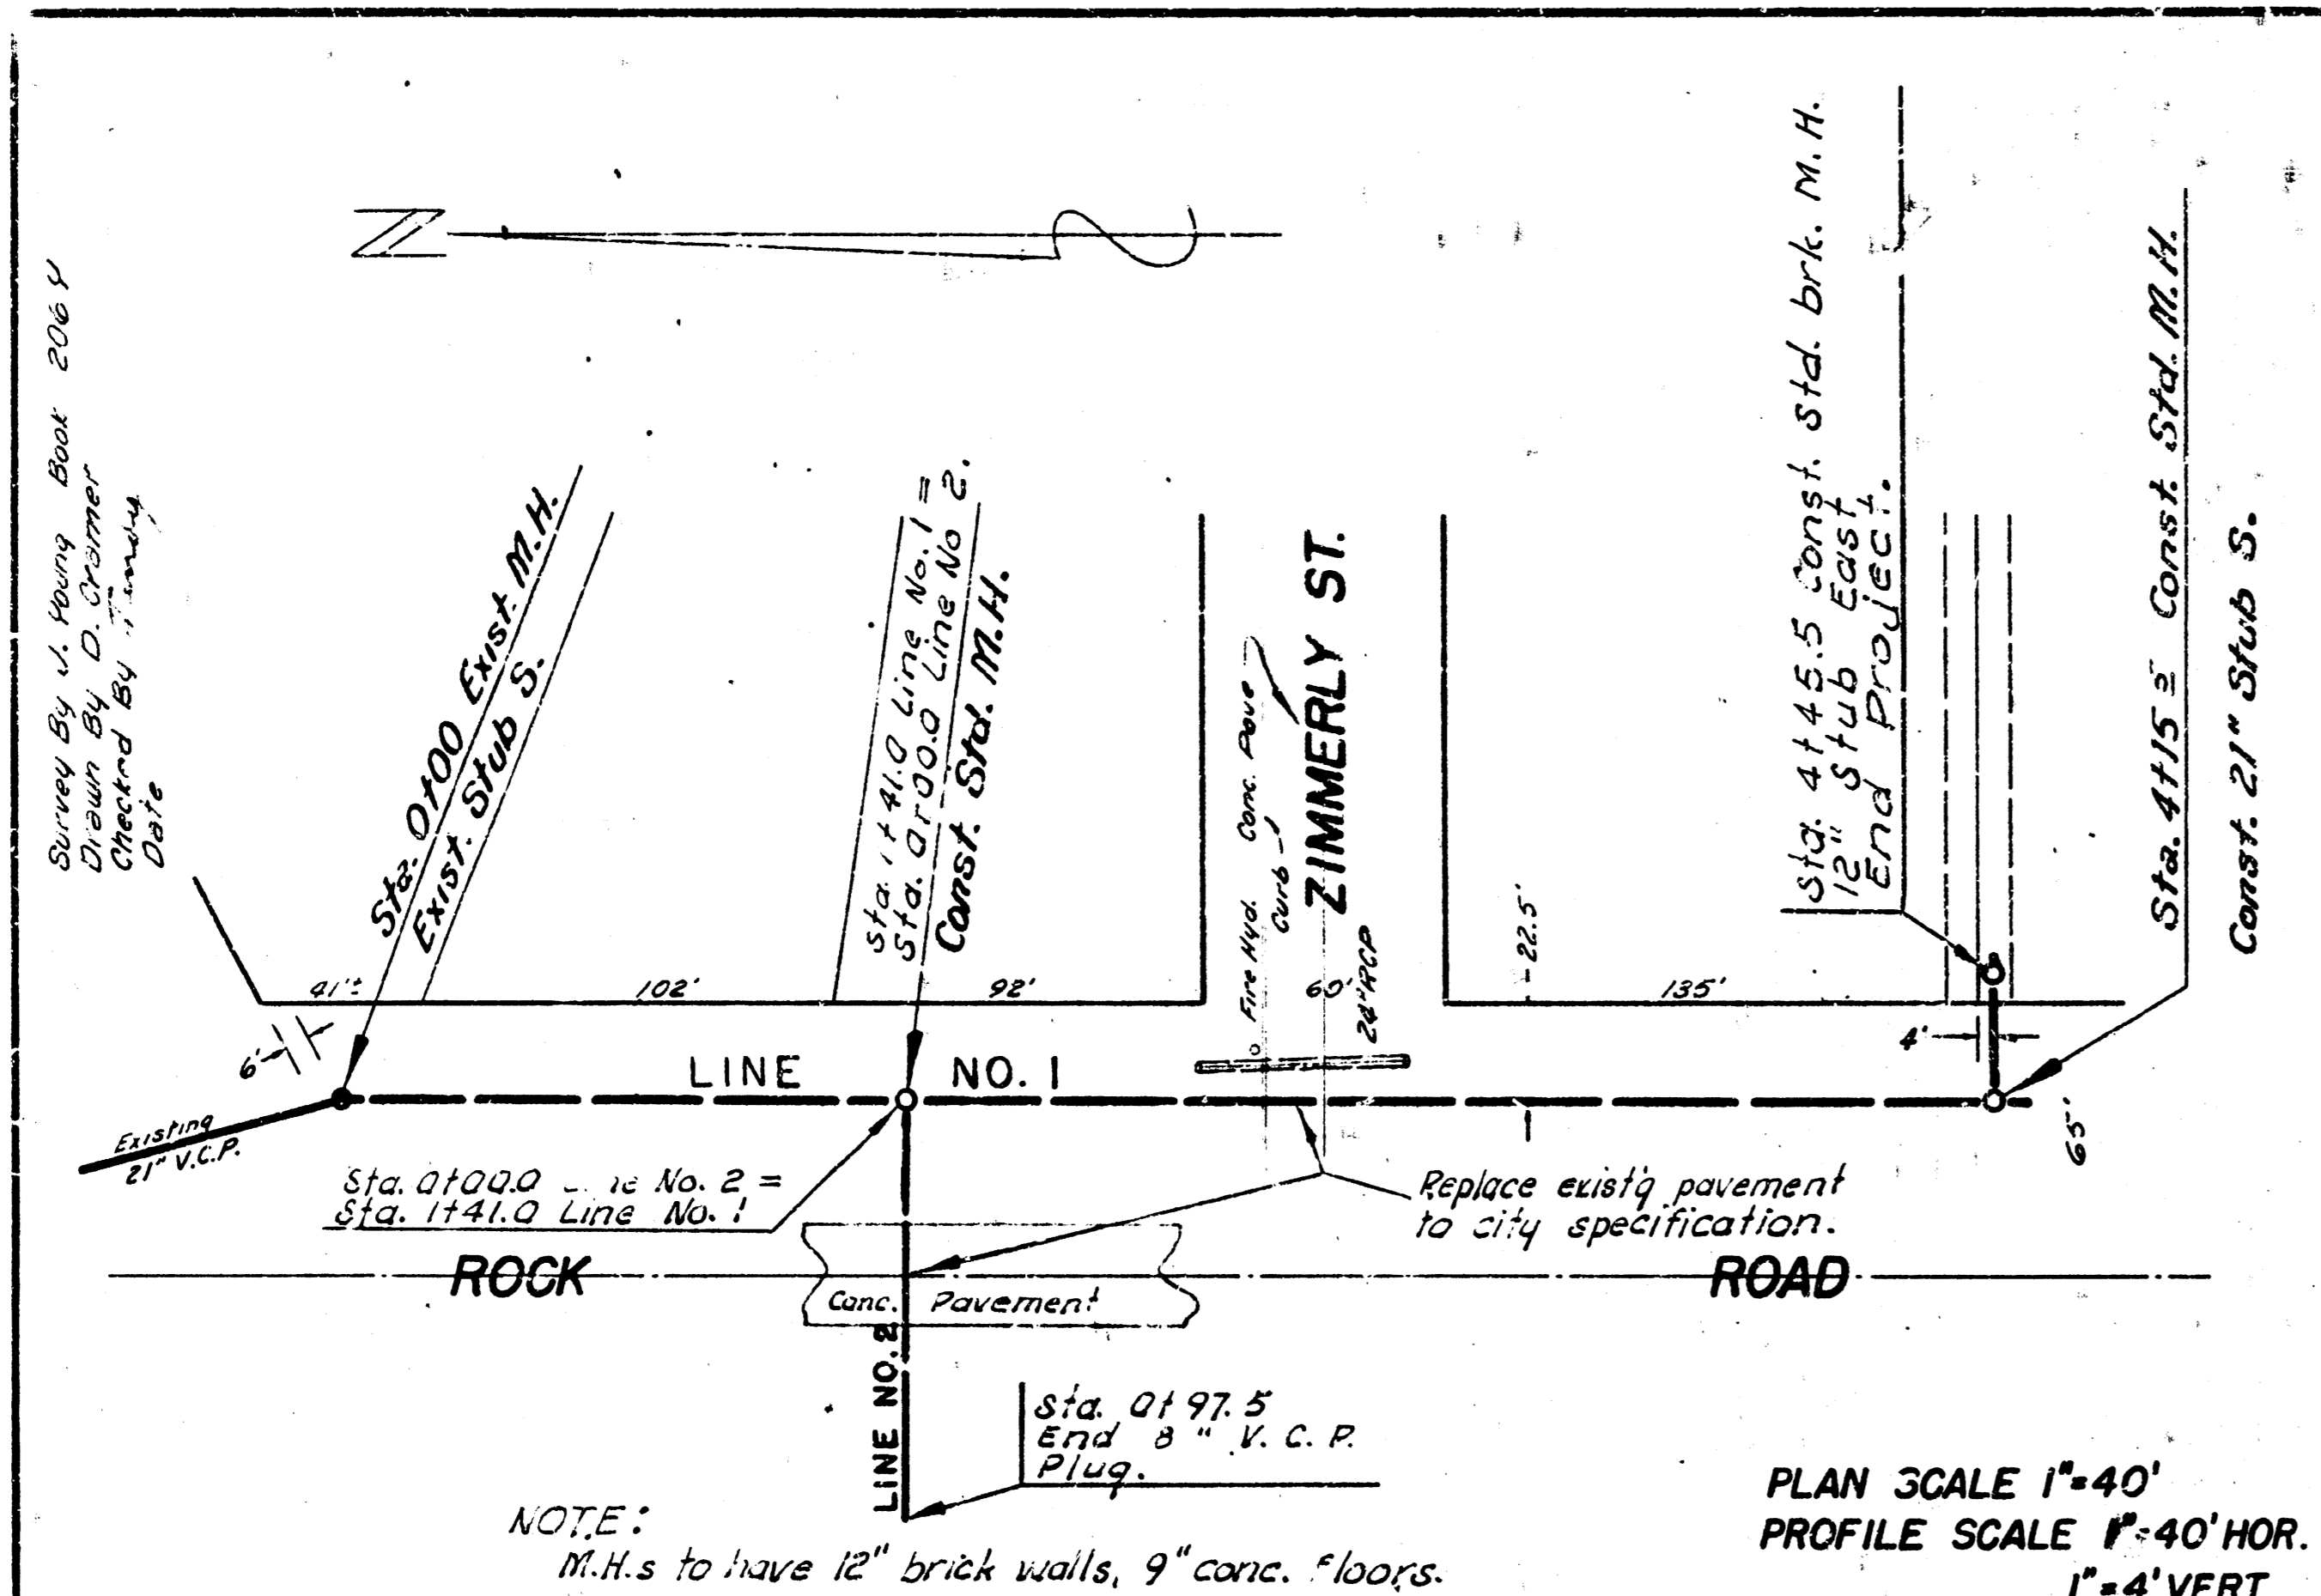 Survey By J. Young Book 2064
Drawn By D. Cramer
Checked By
Date
N
Sta. 0+00 Exist. M.H.
Exist. Stub S.
Sta. 1+41.0 Line No. 1 =
Sta. 0+00.0 Line No 2.
Const. Std. M.H.
Fire Hyd.
Conc. Pave
Curb
ZIMMERLY ST.
24" RCP
Sta. 4+45.5 Const. Std. brk. M.H.
12" Stub East
End Project.
Sta. 4+15 = Const. Std. M.H.
Const. 21" Stub S.
41'±
102'
92'
60'
22.5'
135'
4'
6'
65'
LINE NO. 1
Existing
21" V.C.P.
Sta. 0+00.0 No. 2 =
Sta. 1+41.0 Line No. 1
Replace exist'g pavement
to city specification.
ROCK ROAD
Conc. Pavement
LINE NO. 2
Sta. 0+97.5
End 8" V. C. P.
Plug.
NOTE:
M.H.s to have 12" brick walls, 9" conc. floors.
PLAN SCALE 1"=40'
PROFILE SCALE 1"=40' HOR.
1"=4' VERT